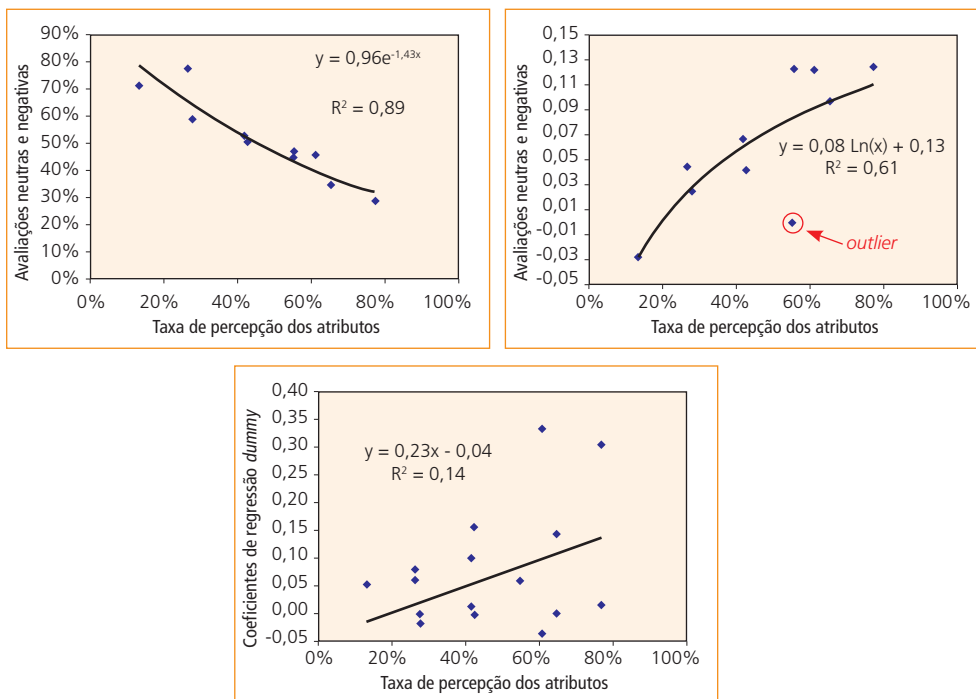 Avaliações neutras e negativas
90%
80%
70%
60%
50%
40%
30%
20%
10%
0%
y = 0,96e-1,43x
R2 = 0,89
0% 20% 40% 60% 80% 100%
Taxa de percepção dos atributos
Avaliações neutras e negativas
0,15
0,13
0,11
0,09
0,07
0,05
0,03
0,01
-0,01
-0,03
-0,05
y = 0,08 Ln(x) + 0,13
R2 = 0,61
outlier
0% 20% 40% 60% 80% 100%
Taxa de percepção dos atributos
Coeficientes de regressão dummy
0,40
0,35
0,30
0,25
0,20
0,15
0,10
0,05
0,00
-0,05
y = 0,23x - 0,04
R2 = 0,14
0% 20% 40% 60% 80% 100%
Taxa de percepção dos atributos